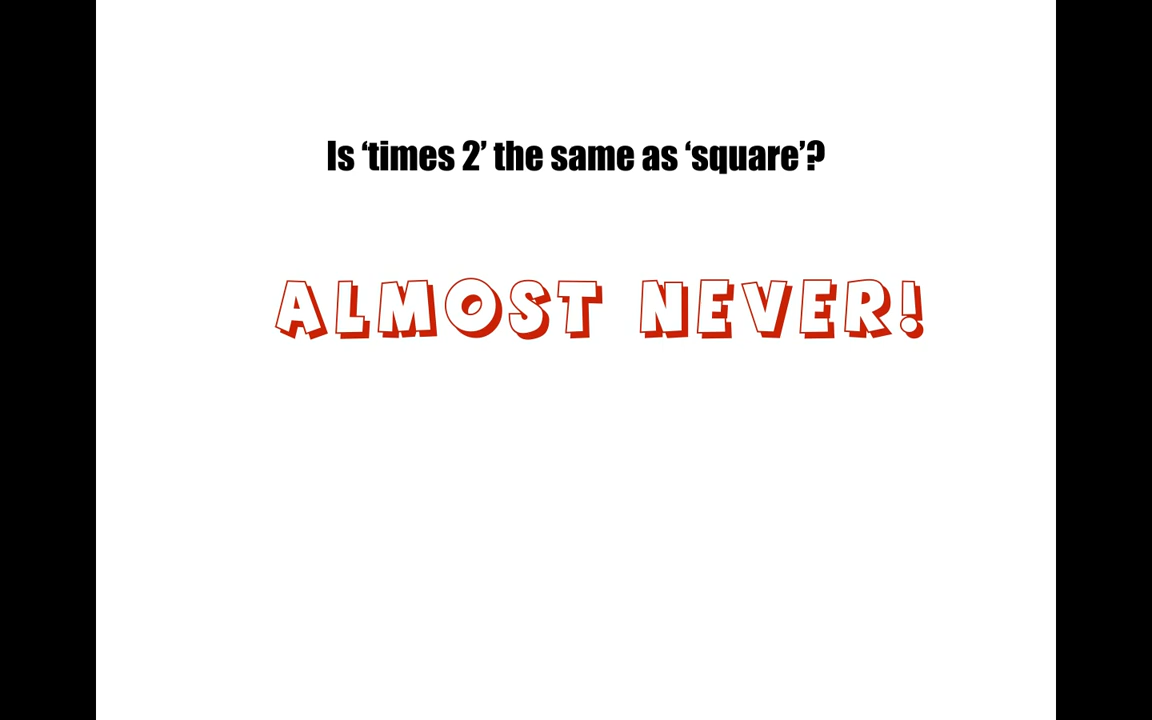 Is ‘times 2’ the same as ‘square’?
ALMOST NEVER!